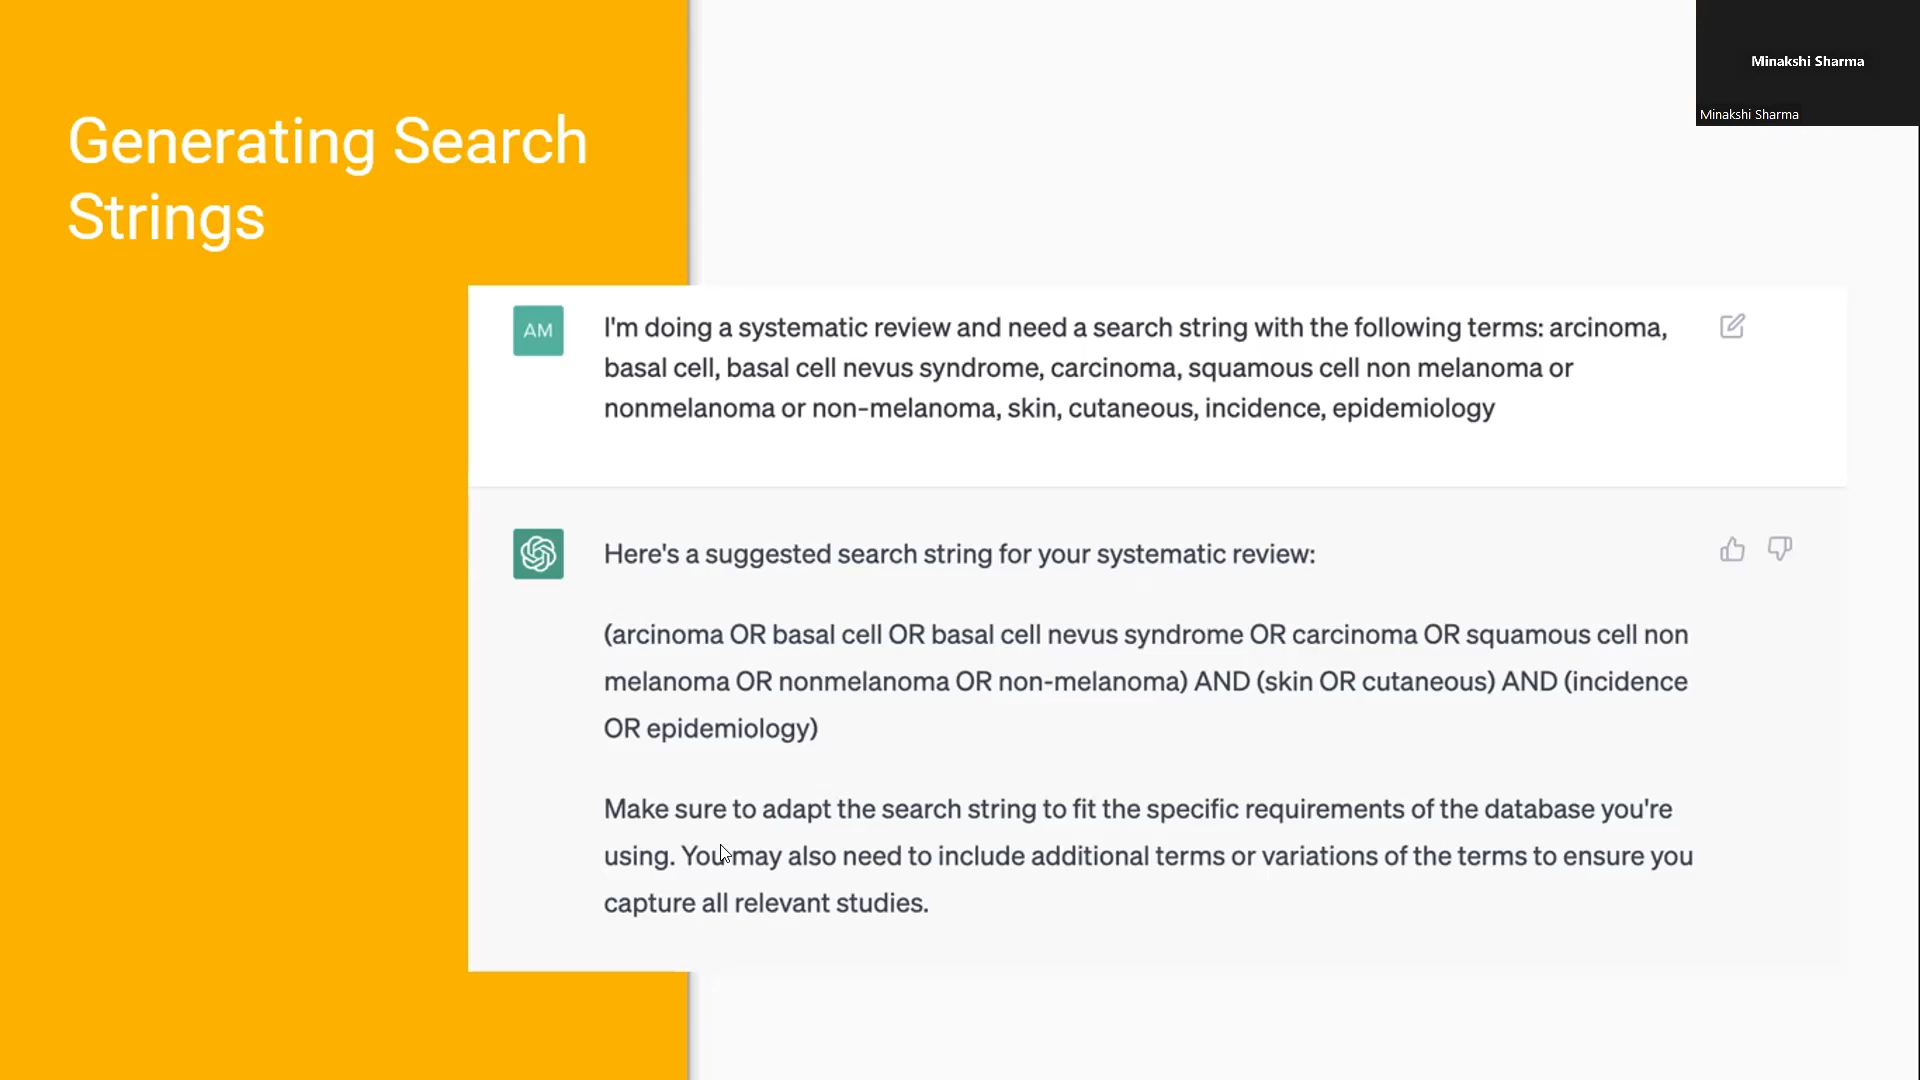 Generating Search
Strings
Minakshi Sharma
Minakshi Sharma
AM
I'm doing a systematic review and need a search string with the following terms: arcinoma,
basal cell, basal cell nevus syndrome, carcinoma, squamous cell non melanoma or
nonmelanoma or non-melanoma, skin, cutaneous, incidence, epidemiology
Here's a suggested search string for your systematic review:
(arcinoma OR basal cell OR basal cell nevus syndrome OR carcinoma OR squamous cell non
melanoma OR nonmelanoma OR non-melanoma) AND (skin OR cutaneous) AND (incidence
OR epidemiology)
Make sure to adapt the search string to fit the specific requirements of the database you're
using. You may also need to include additional terms or variations of the terms to ensure you
capture all relevant studies.